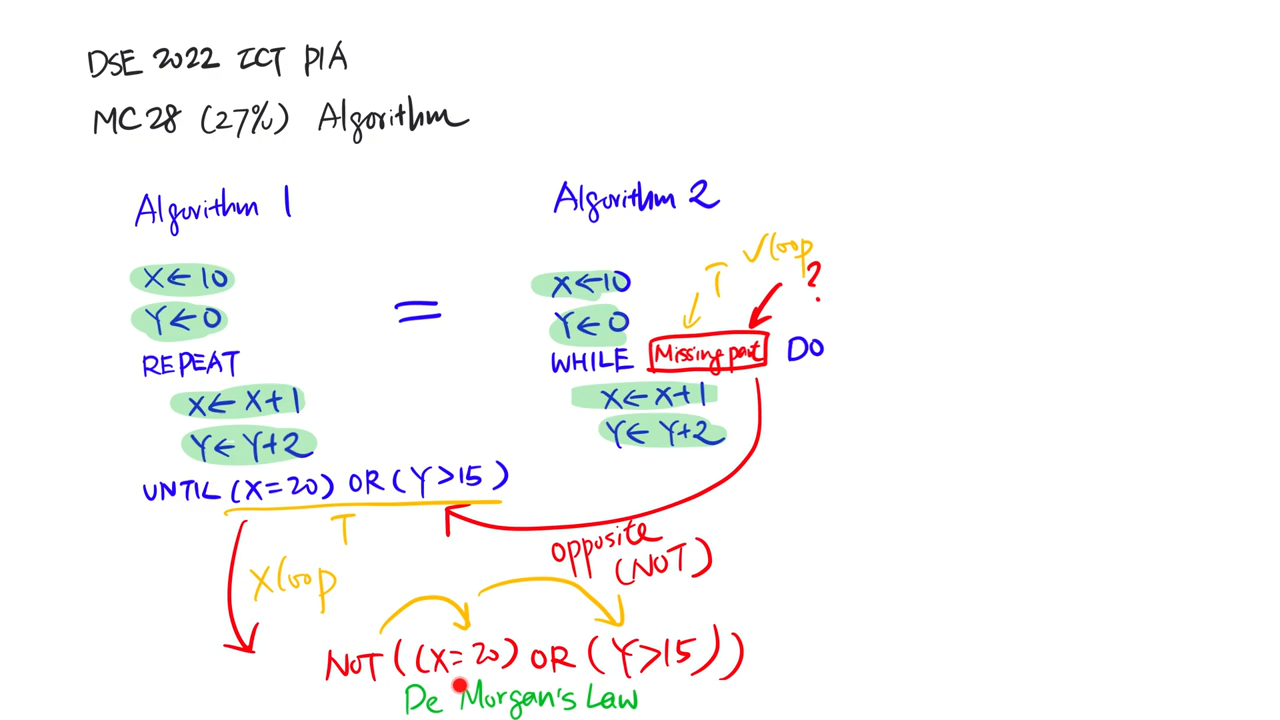 DSE 2022 ICT P1A
MC28 (27%) Algorithm
Algorithm 1
X ← 10
Y ← 0
REPEAT
X ← X + 1
Y ← Y + 2
UNTIL (X = 20) OR (Y > 15)
T
X loop
=
Algorithm 2
✓ loop
T
?
X ← 10
Y ← 0
WHILE Missing part DO
X ← X + 1
Y ← Y + 2
opposite
(NOT)
NOT ((X = 20) OR (Y > 15))
De Morgan's Law